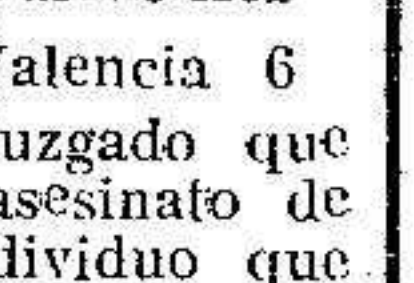 Valencia 6
uzgado que
asesinato de
dividuo que